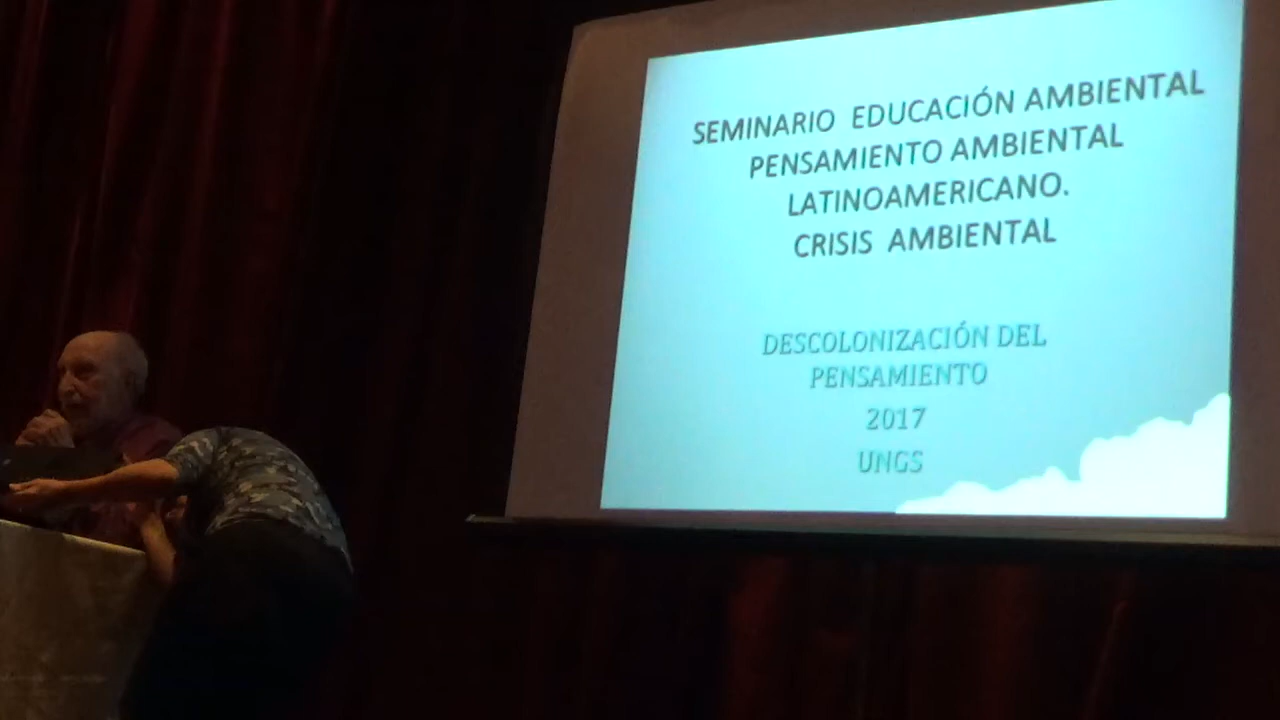 SEMINARIO EDUCACIÓN AMBIENTAL
PENSAMIENTO AMBIENTAL
LATINOAMERICANO.
CRISIS AMBIENTAL
DESCOLONIZACIÓN DEL
PENSAMIENTO
2017
UNGS